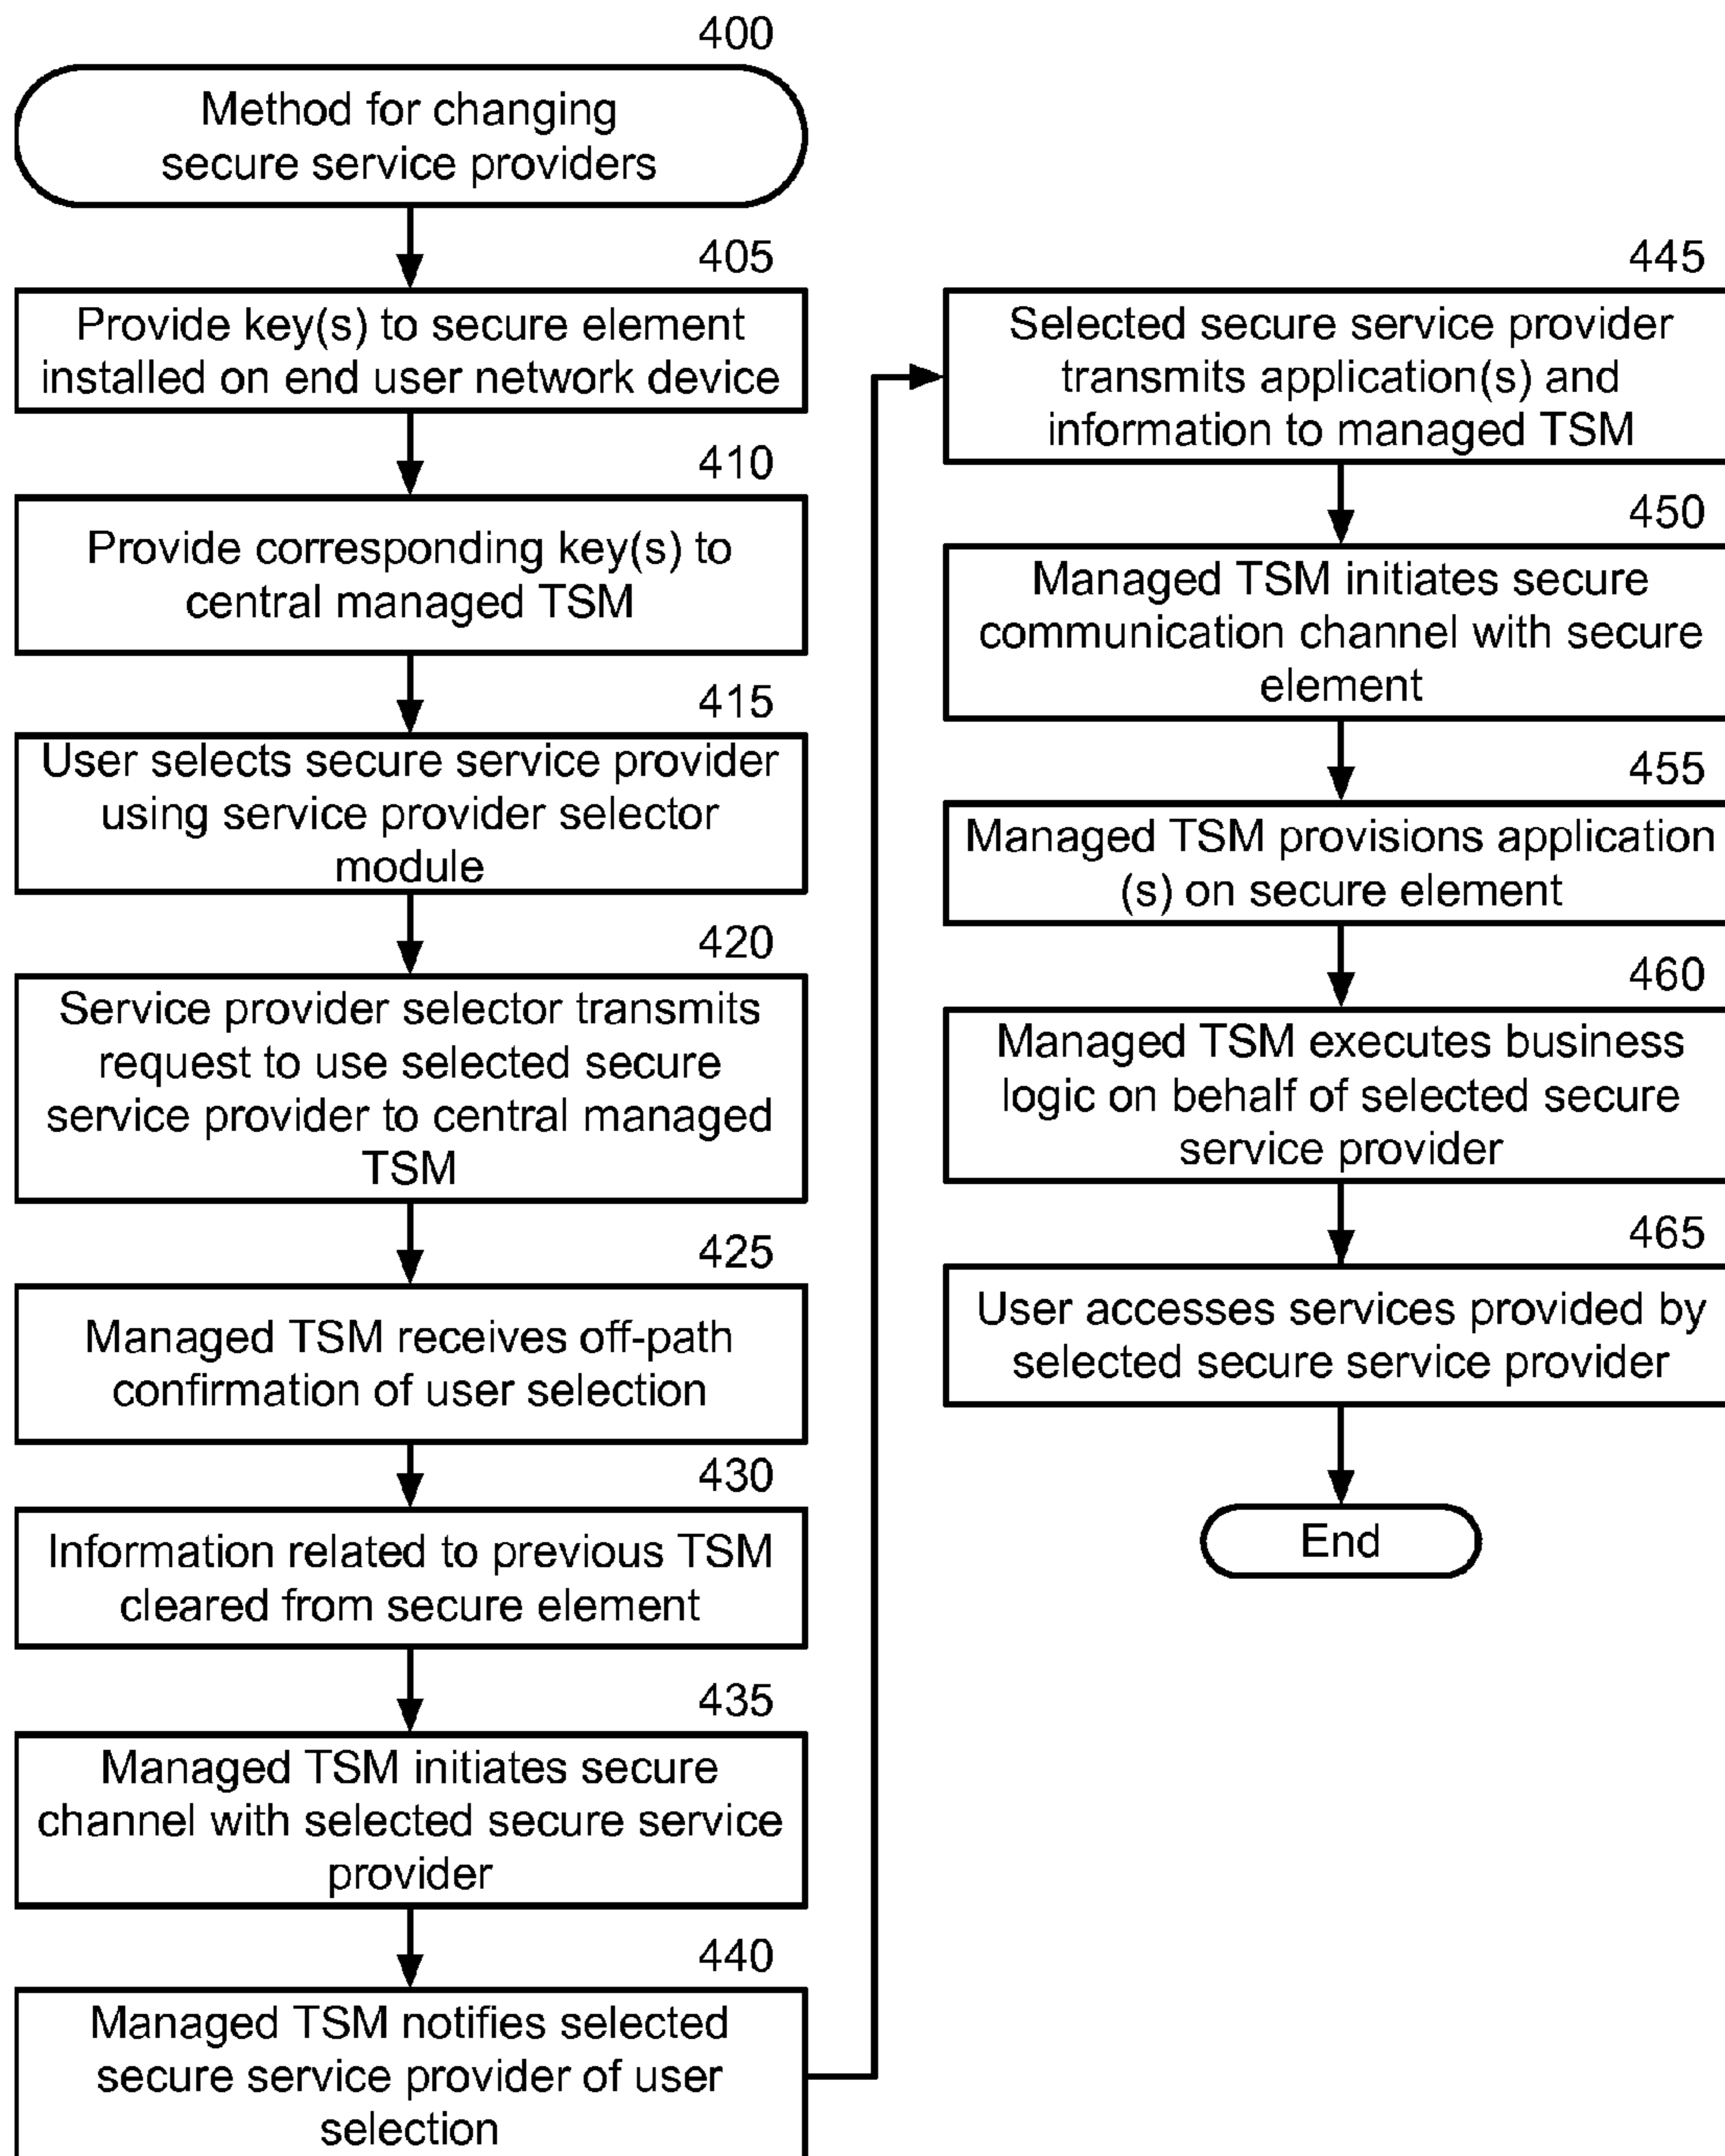 400
Method for changing
secure service providers
405
Provide key(s) to secure element
installed on end user network device
410
Provide corresponding key(s) to
central managed TSM
415
User selects secure service provider
using service provider selector
module
420
Service provider selector transmits
request to use selected secure
service provider to central managed
TSM
425
Managed TSM receives off-path
confirmation of user selection
430
Information related to previous TSM
cleared from secure element
435
Managed TSM initiates secure
channel with selected secure service
provider
440
Managed TSM notifies selected
secure service provider of user
selection
445
Selected secure service provider
transmits application(s) and
information to managed TSM
450
Managed TSM initiates secure
communication channel with secure
element
455
Managed TSM provisions application
(s) on secure element
460
Managed TSM executes business
logic on behalf of selected secure
service provider
465
User accesses services provided by
selected secure service provider
End